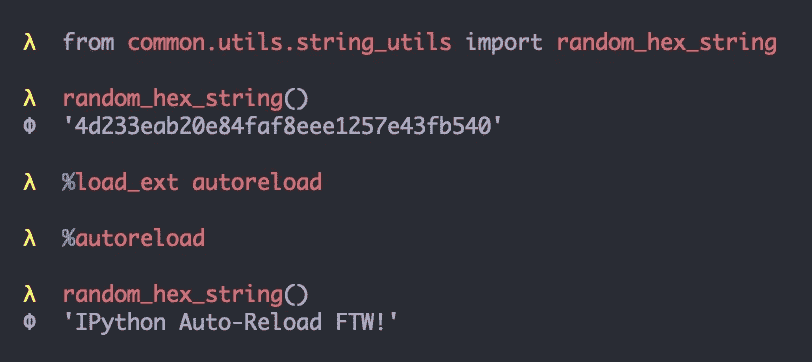 λ from common.utils.string_utils import random_hex_string
λ random_hex_string()
Φ '4d233eab20e84faf8eee1257e43fb540'
λ %load_ext autoreload
λ %autoreload
λ random_hex_string()
Φ 'IPython Auto-Reload FTW!'